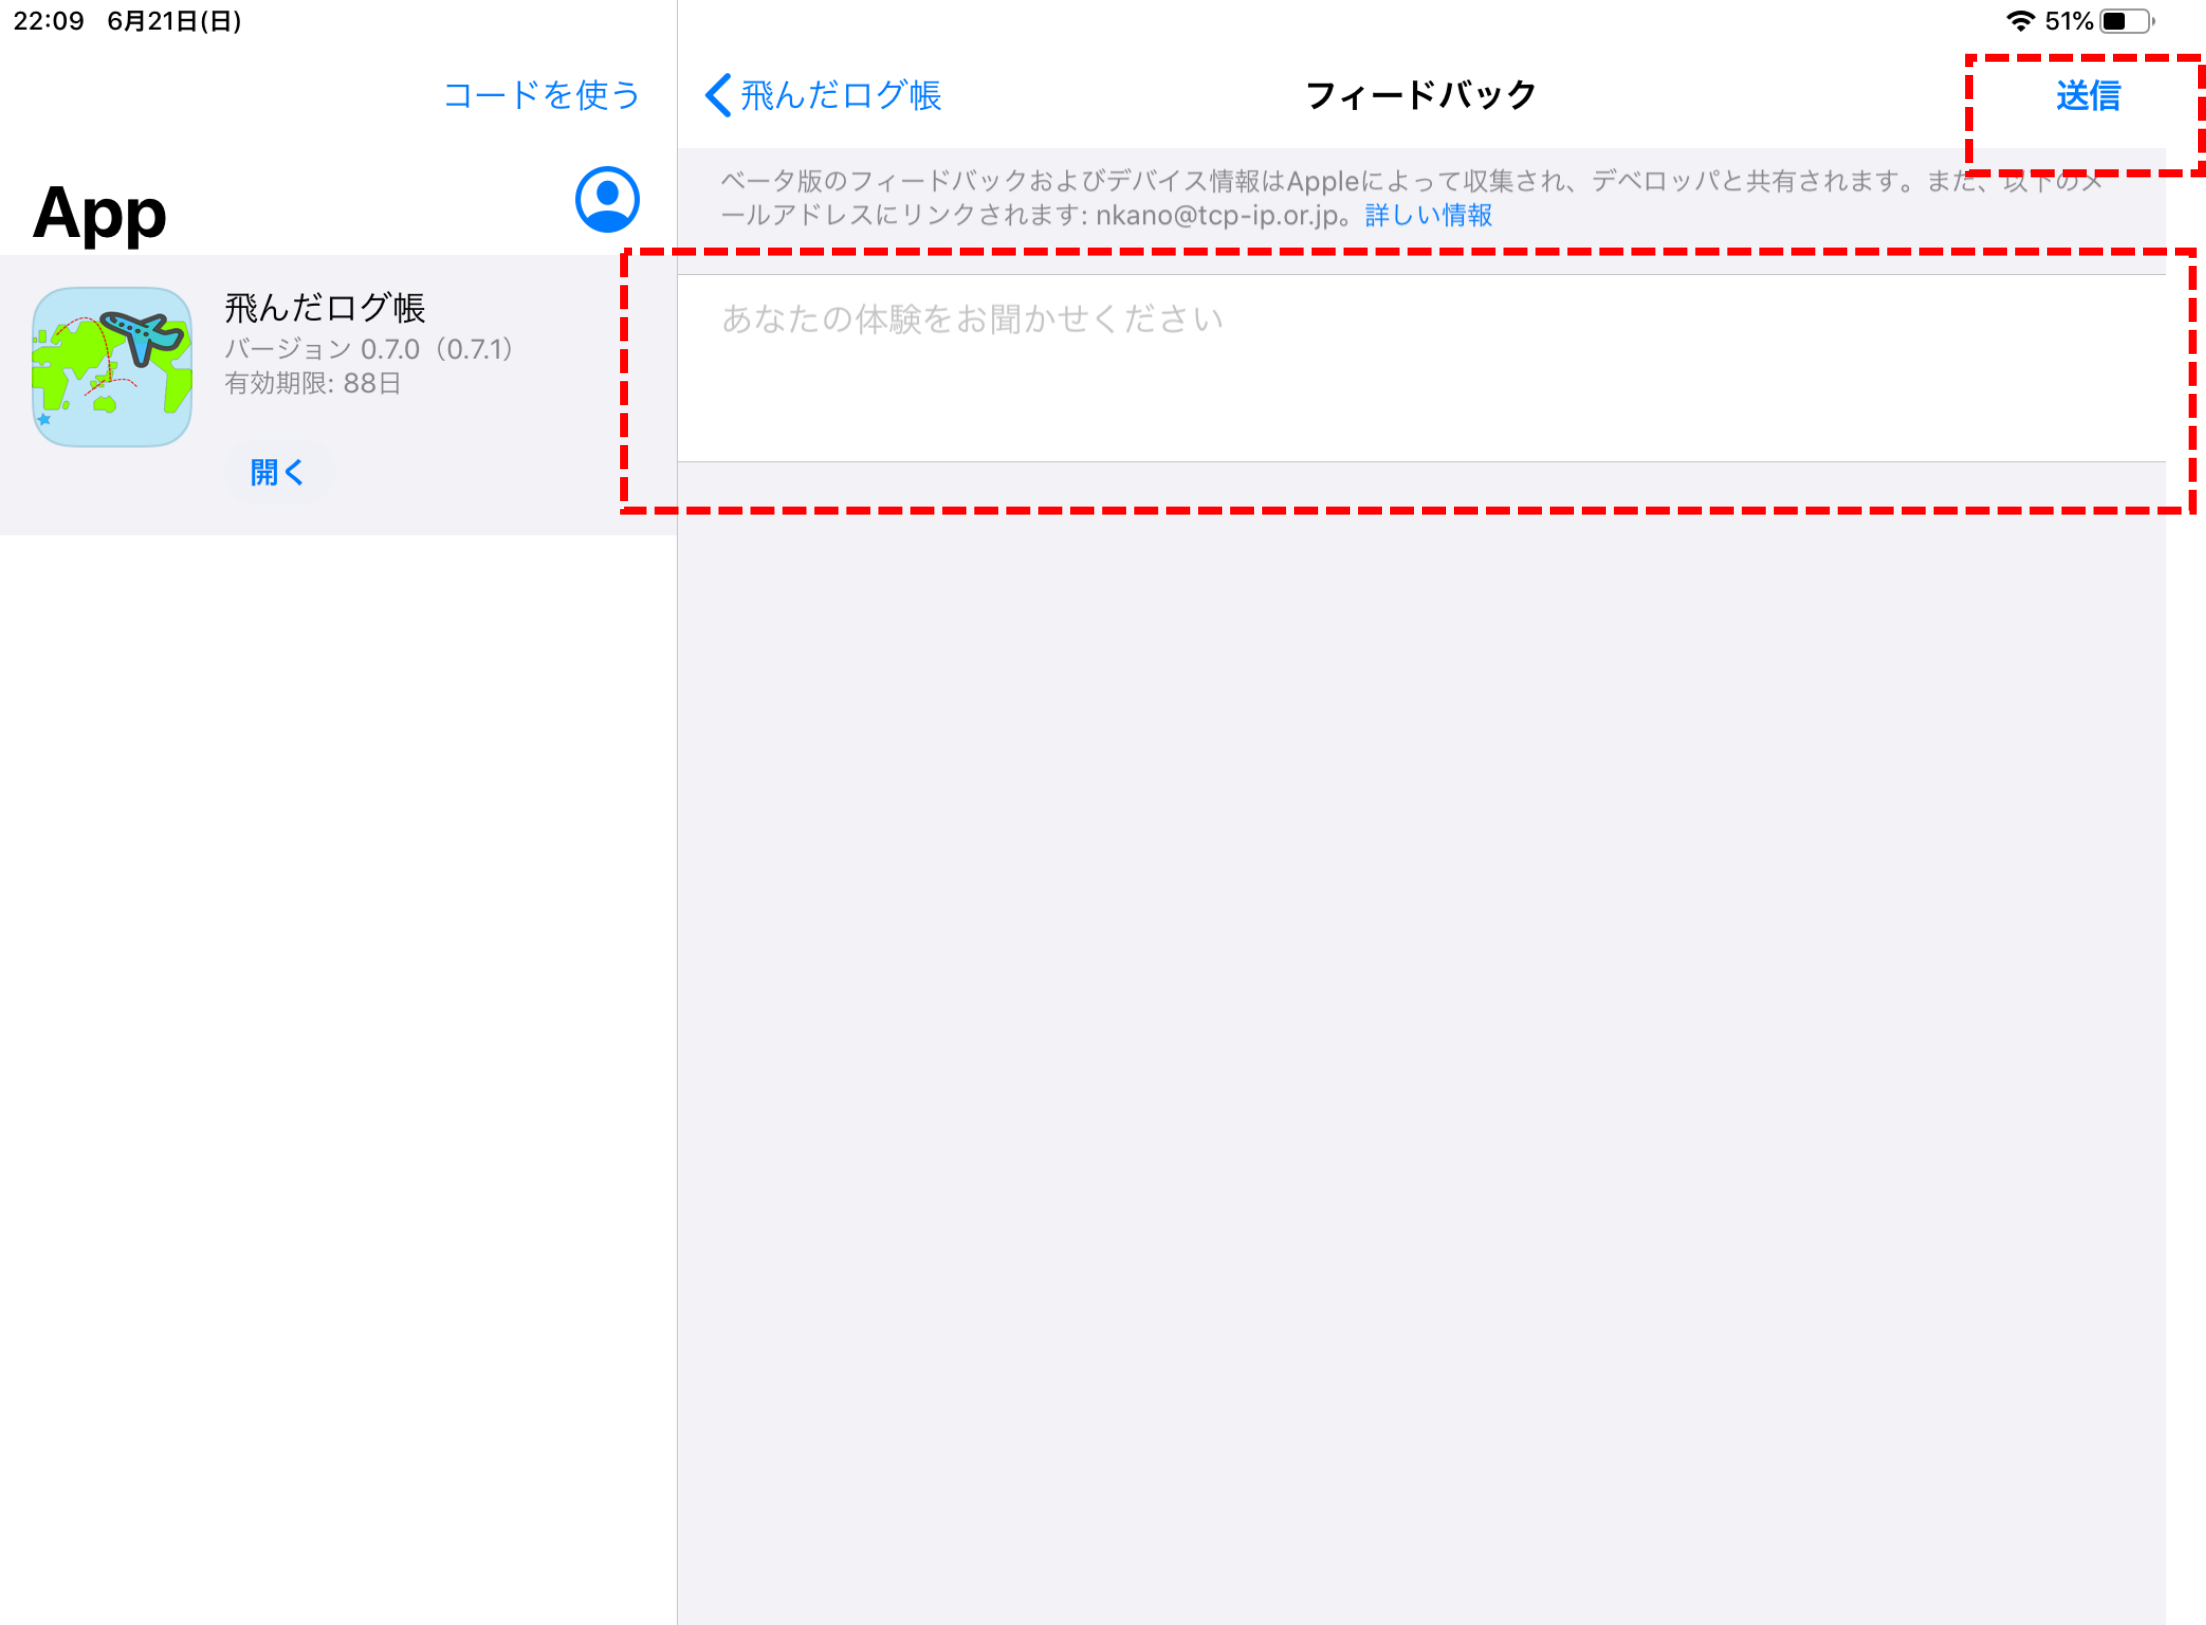 22:09 6月21日(日)
51%
コードを使う
App
飛んだログ帳
バージョン 0.7.0（0.7.1）
有効期限: 88日
開く
飛んだログ帳
フィードバック
送信
ベータ版のフィードバックおよびデバイス情報はAppleによって収集され、デベロッパと共有されます。また、以下のメ
ールアドレスにリンクされます: nkano@tcp-ip.or.jp。詳しい情報
あなたの体験をお聞かせください